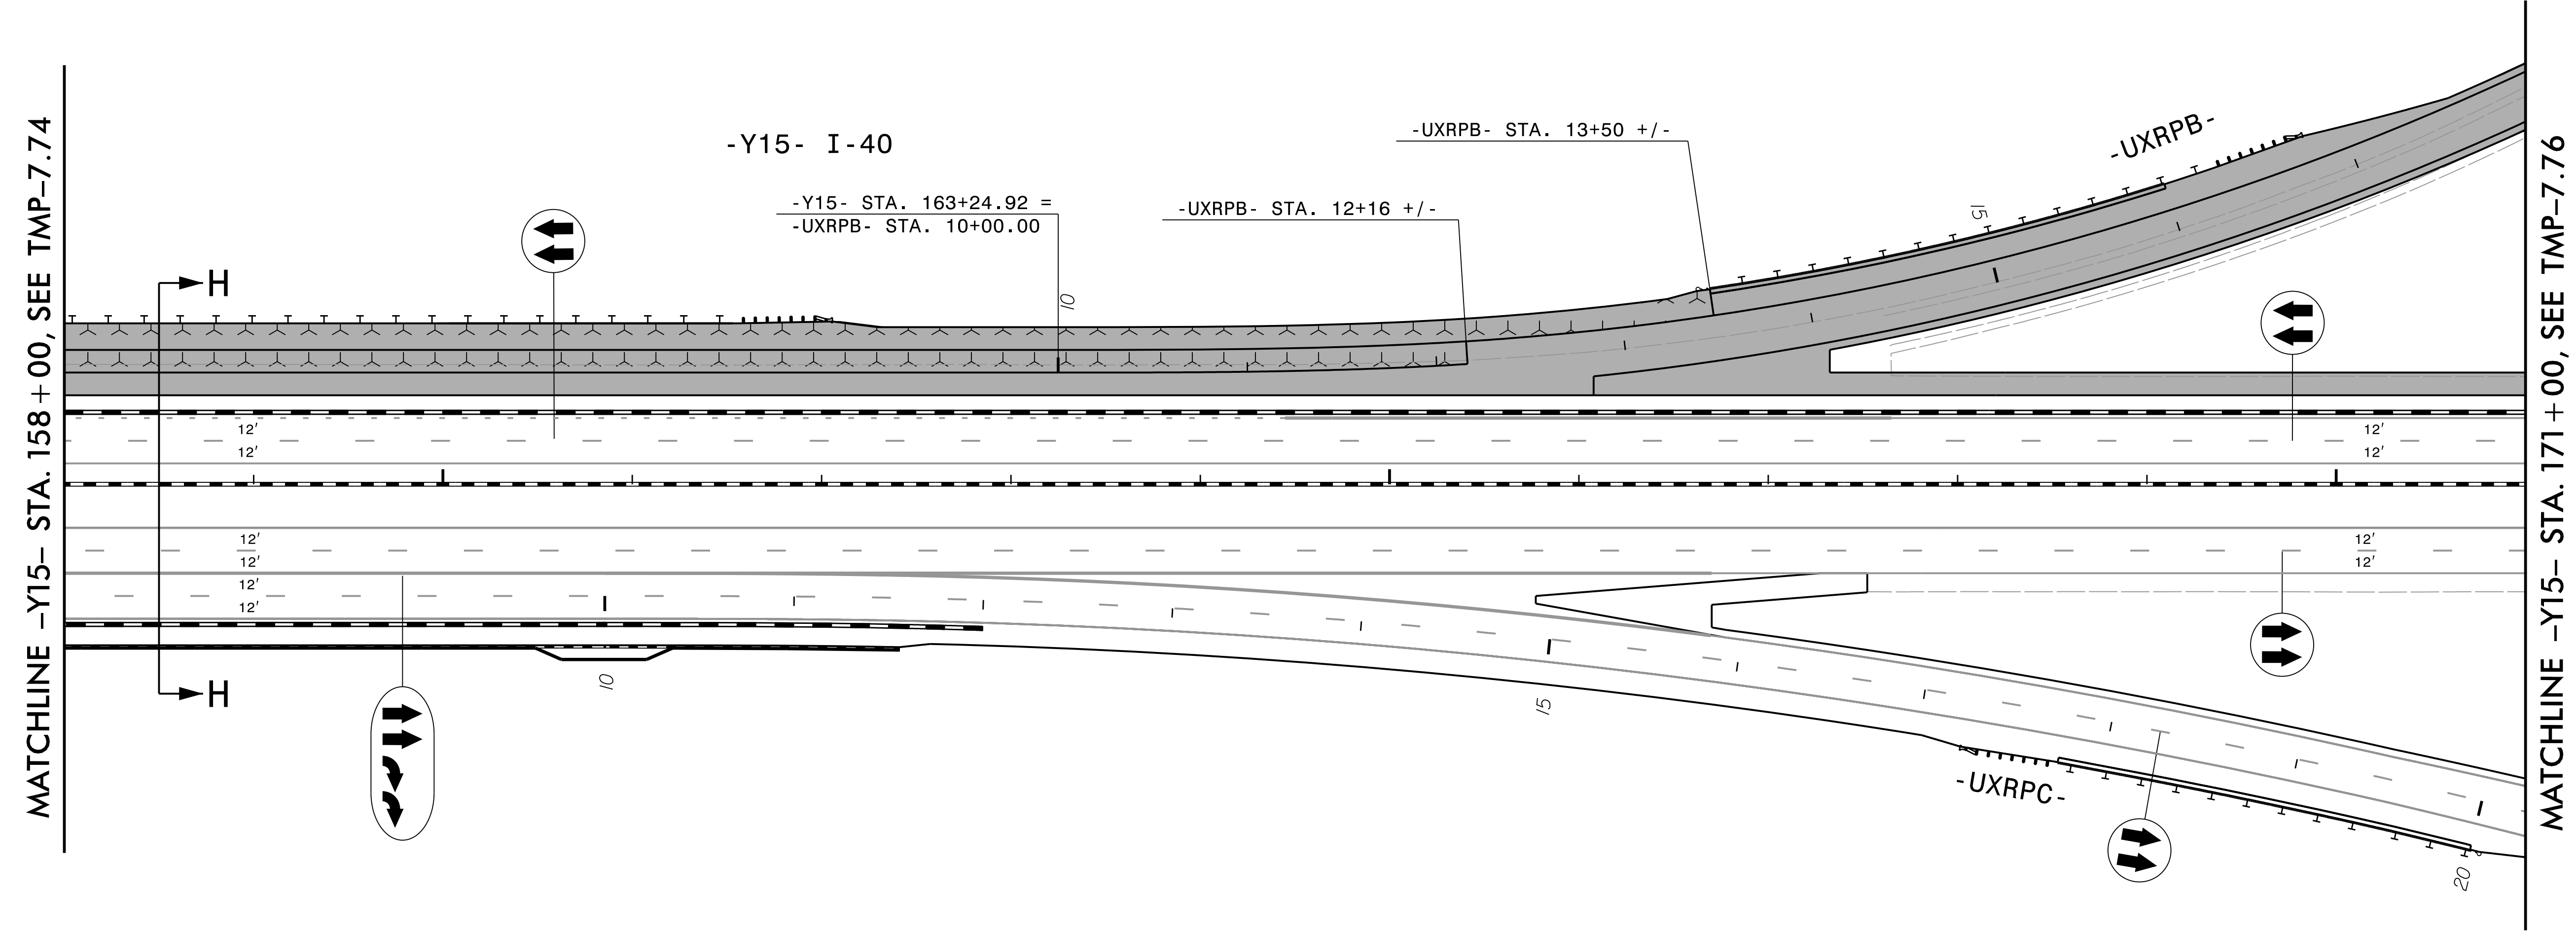 MATCHLINE –Y15– STA. 158+00, SEE TMP–7.74
-Y15- I-40
-UXRPB- STA. 13+50 +/-
-UXRPB-
-Y15- STA. 163+24.92 =
-UXRPB- STA. 10+00.00
-UXRPB- STA. 12+16 +/-
15
H
10
12'
12'
12'
12'
12'
12'
12'
12'
12'
12'
H
10
15
-UXRPC-
20
MATCHLINE –Y15– STA. 171+00, SEE TMP–7.76